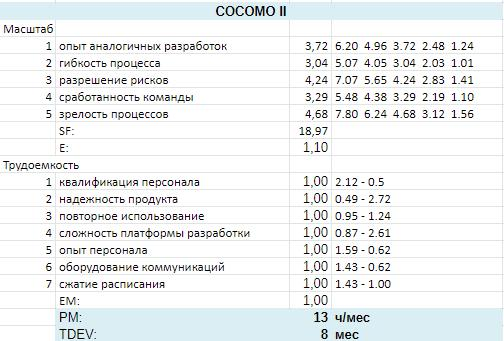 COCOMO II
Масштаб
1 опыт аналогичных разработок 3,72 6.20 4.96 3.72 2.48 1.24
2 гибкость процесса 3,04 5.07 4.05 3.04 2.03 1.01
3 разрешение рисков 4,24 7.07 5.65 4.24 2.83 1.41
4 сработанность команды 3,29 5.48 4.38 3.29 2.19 1.10
5 зрелость процессов 4,68 7.80 6.24 4.68 3.12 1.56
SF: 18,97
E: 1,10
Трудоемкость
1 квалификация персонала 1,00 2.12 - 0.5
2 надежность продукта 1,00 0.49 - 2.72
3 повторное использование 1,00 0.95 - 1.24
4 сложность платформы разработки 1,00 0.87 - 2.61
5 опыт персонала 1,00 1.59 - 0.62
6 оборудование коммуникаций 1,00 1.43 - 0.62
7 сжатие расписания 1,00 1.43 - 1.00
EM: 1,00
PM: 13 ч/мес
TDEV: 8 мес